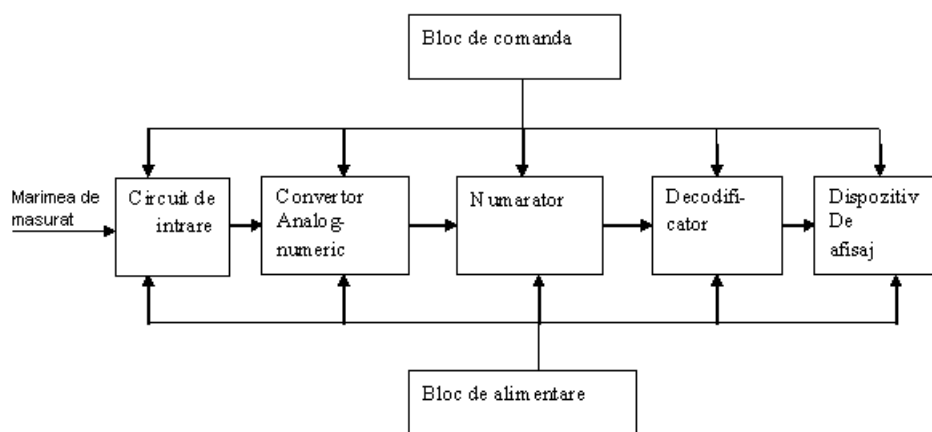 Bloc de comanda
Marimea de
masurat
Circuit de
intrare
Convertor
Analog-
numeric
Numarator
Decodifi-
cator
Dispozitiv
De
afisaj
Bloc de alimentare